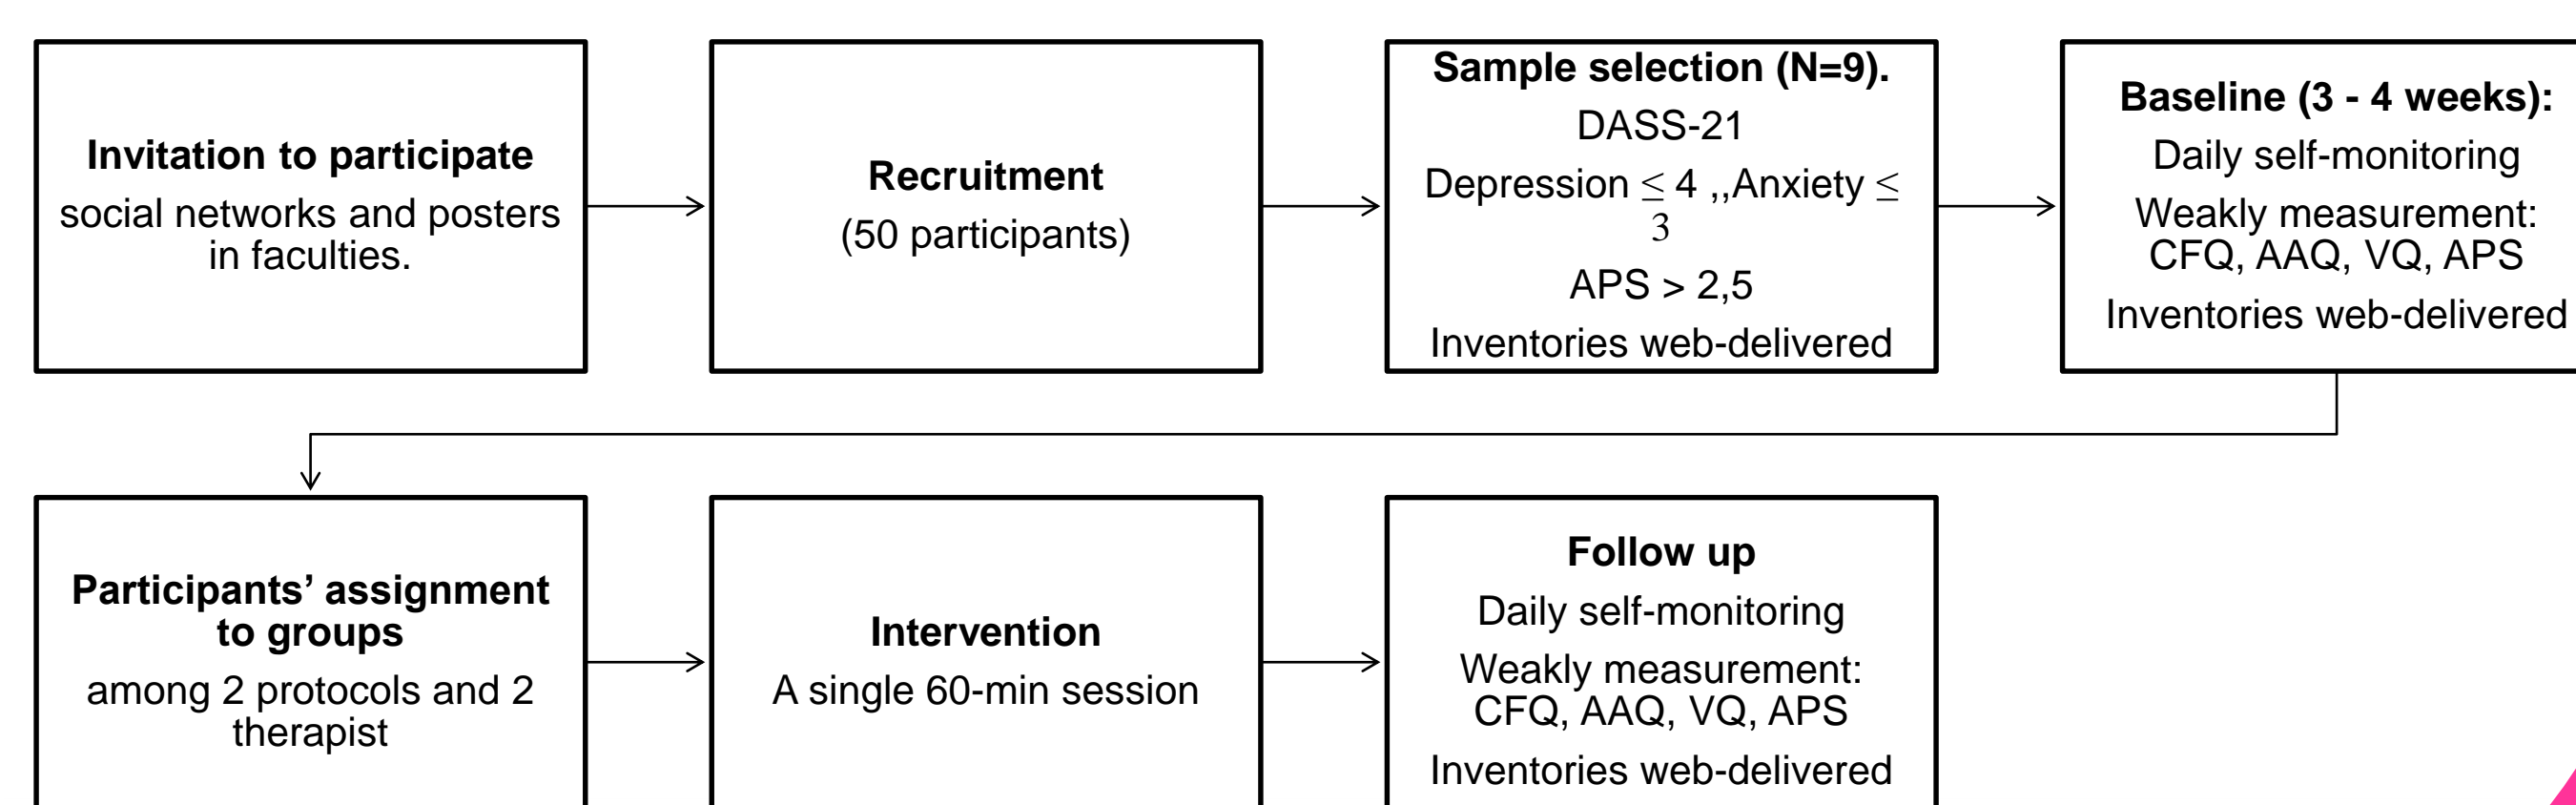 Invitation to participate
social networks and posters
in faculties.
Recruitment
(50 participants)
Sample selection (N=9).
DASS-21
Depression ≤ 4 ,,Anxiety ≤
3
APS > 2,5
Inventories web-delivered
Baseline (3 - 4 weeks):
Daily self-monitoring
Weakly measurement:
CFQ, AAQ, VQ, APS
Inventories web-delivered
Participants’ assignment
to groups
among 2 protocols and 2
therapist
Intervention
A single 60-min session
Follow up
Daily self-monitoring
Weakly measurement:
CFQ, AAQ, VQ, APS
Inventories web-delivered